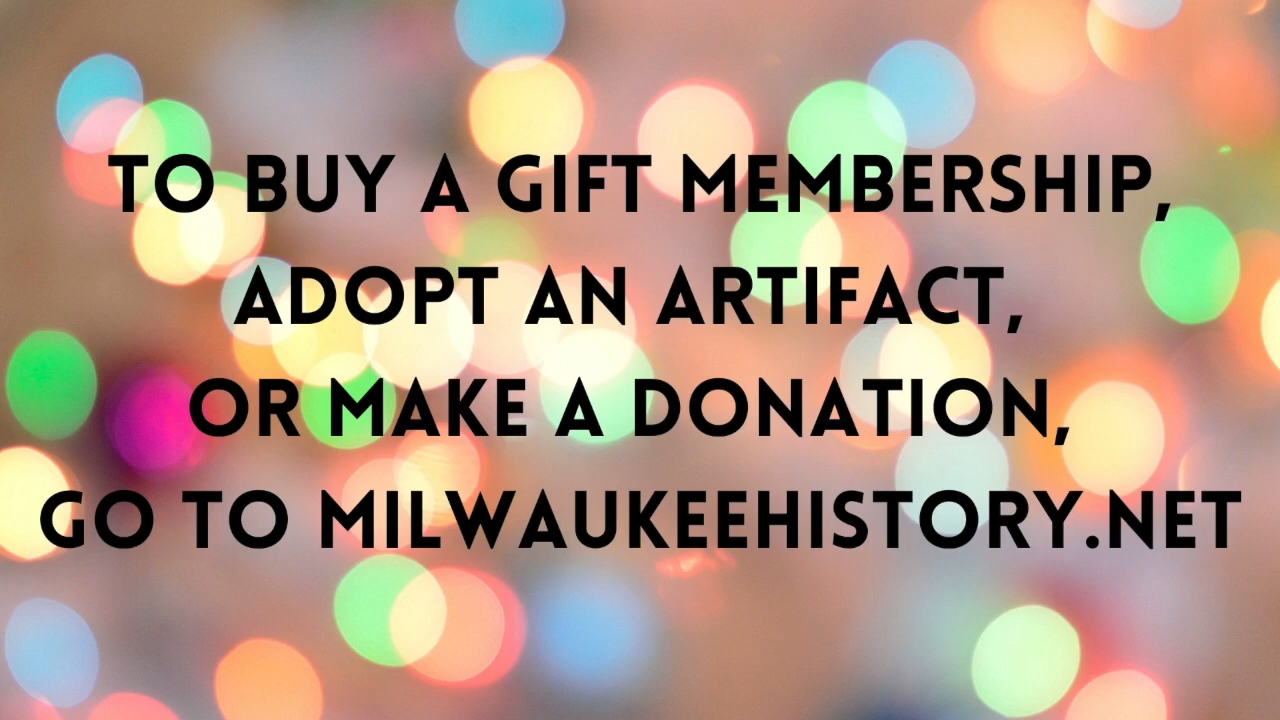 TO BUY A GIFT MEMBERSHIP,
ADOPT AN ARTIFACT,
OR MAKE A DONATION,
GO TO MILWAUKEEHISTORY.NET